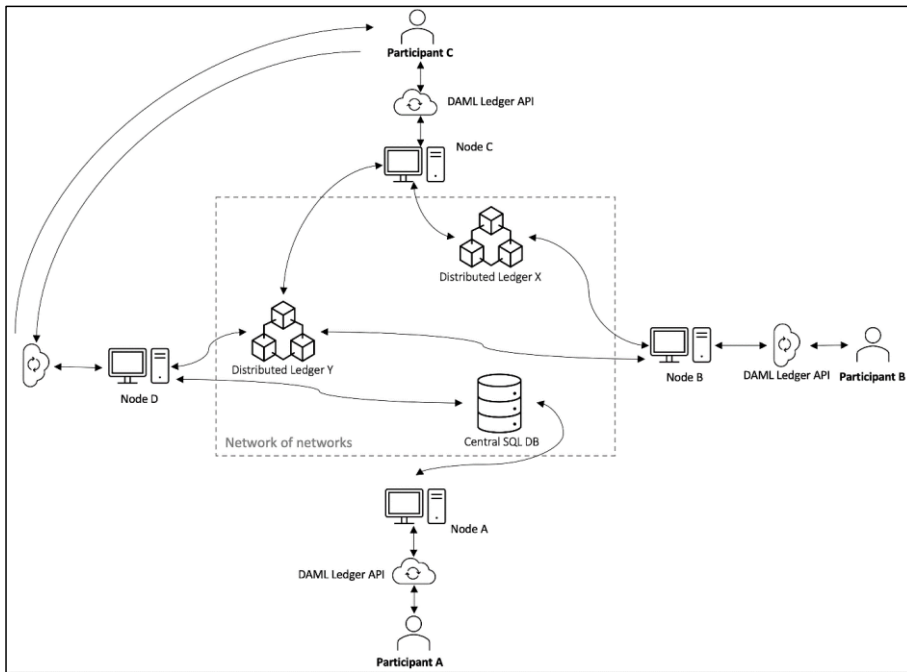 Participant C
DAML Ledger API
Node C
Distributed Ledger X
Distributed Ledger Y
Node B
DAML Ledger API
Participant B
Node D
Central SQL DB
Network of networks
Node A
DAML Ledger API
Participant A